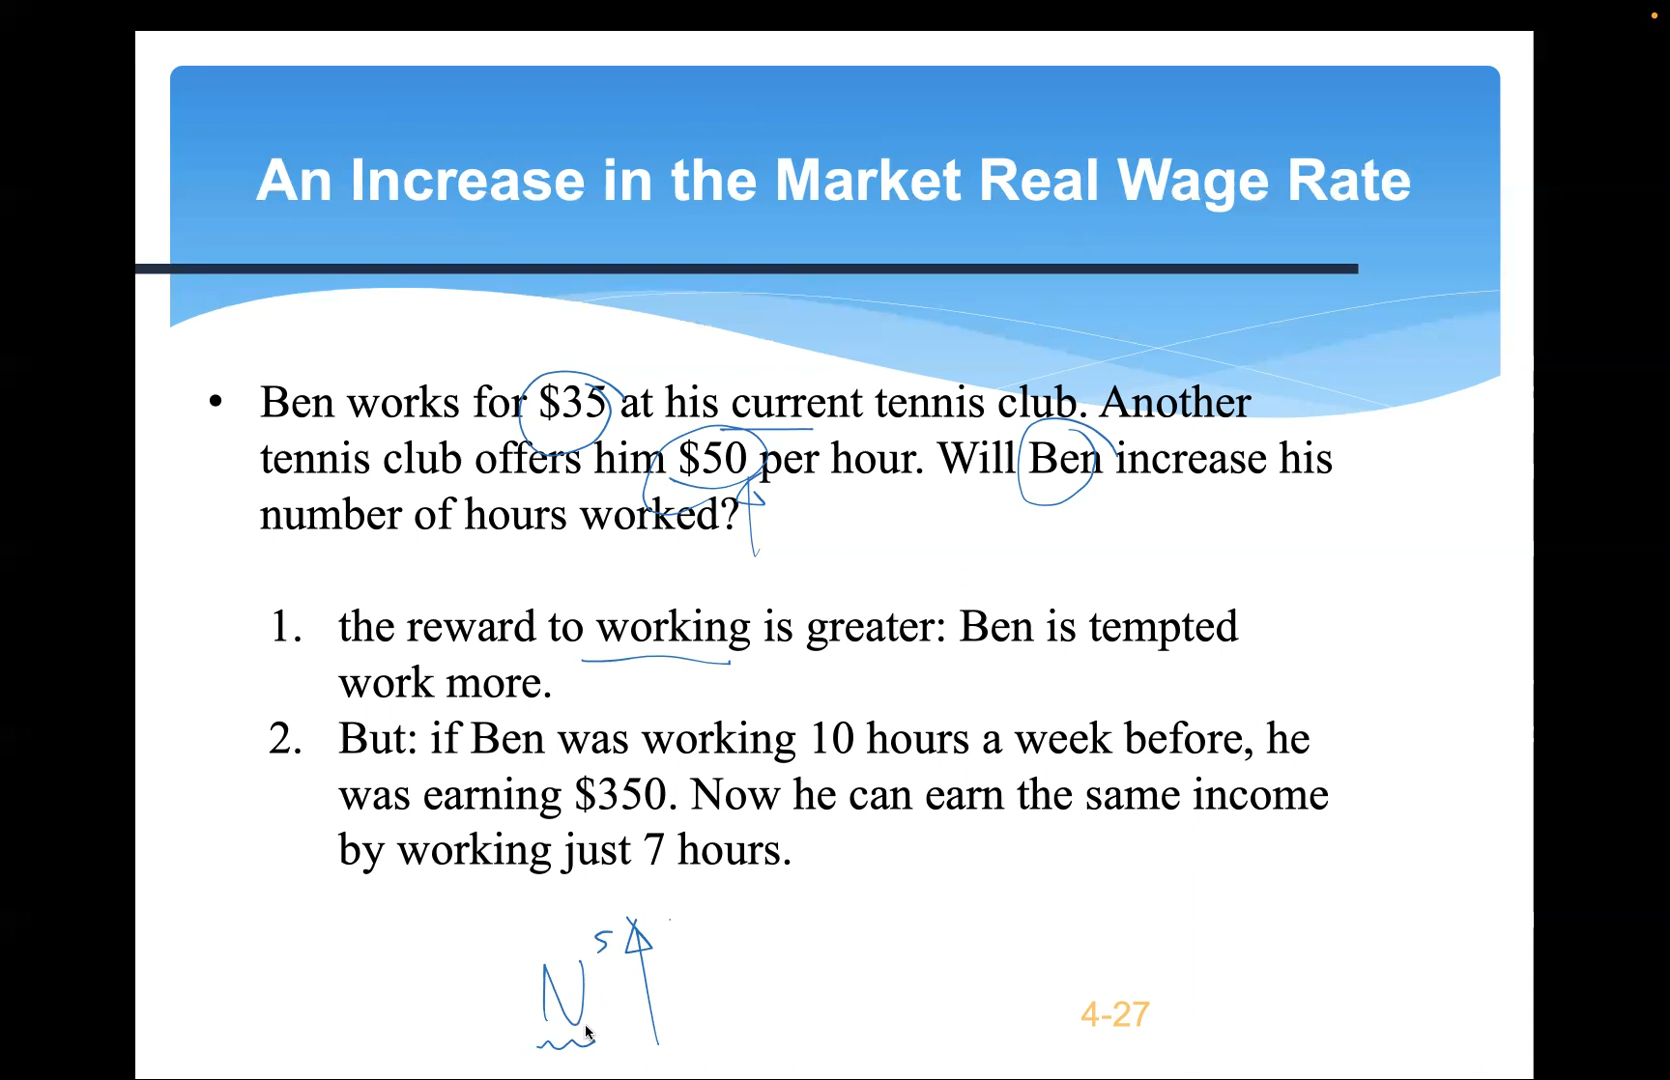 An Increase in the Market Real Wage Rate
• Ben works for $35 at his current tennis club. Another
tennis club offers him $50 per hour. Will Ben increase his
number of hours worked?
1. the reward to working is greater: Ben is tempted
work more.
2. But: if Ben was working 10 hours a week before, he
was earning $350. Now he can earn the same income
by working just 7 hours.
N s
4-27